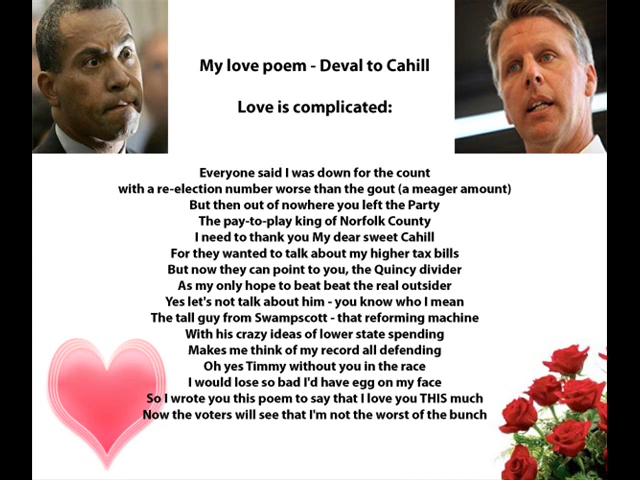 My love poem - Deval to Cahill
Love is complicated:
Everyone said I was down for the count
with a re-election number worse than the gout (a meager amount)
But then out of nowhere you left the Party
The pay-to-play king of Norfolk County
I need to thank you My dear sweet Cahill
For they wanted to talk about my higher tax bills
But now they can point to you, the Quincy divider
As my only hope to beat beat the real outsider
Yes let's not talk about him - you know who I mean
The tall guy from Swampscott - that reforming machine
With his crazy ideas of lower state spending
Makes me think of my record all defending
Oh yes Timmy without you in the race
I would lose so bad I'd have egg on my face
So I wrote you this poem to say that I love you THIS much
Now the voters will see that I'm not the worst of the bunch